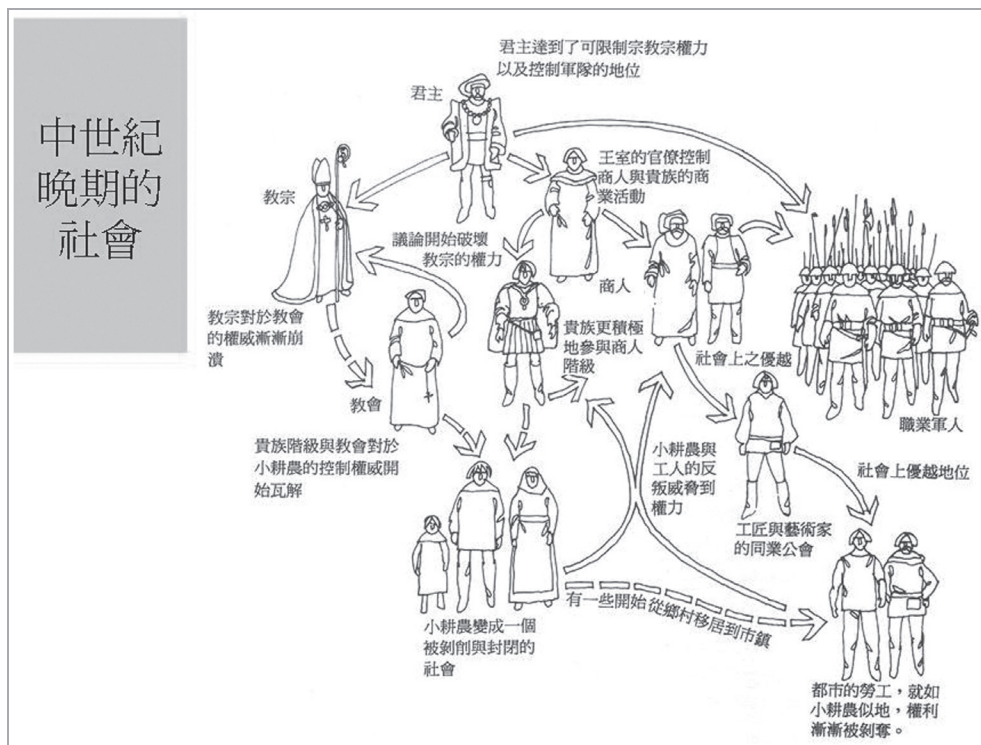 中世紀
晚期的
社會
君主達到了可限制宗教宗權力
以及控制軍隊的地位
君主
王室的官僚控制
商人與貴族的商
業活動
教宗
議論開始破壞
教宗的權力
商人
教宗對於教會
的權威漸漸崩
潰
貴族更積極
地參與商人
階級
社會上之優越
教會
職業軍人
貴族階級與教會對於
小耕農的控制權威開
始瓦解
小耕農與
工人的反
叛威脅到
權力
社會上優越地位
工匠與藝術家
的同業公會
有一些開始從鄉村移居到市鎮
小耕農變成一個
被剝削與封閉的
社會
都市的勞工，就如
小耕農似地，權利
漸漸被剝奪。